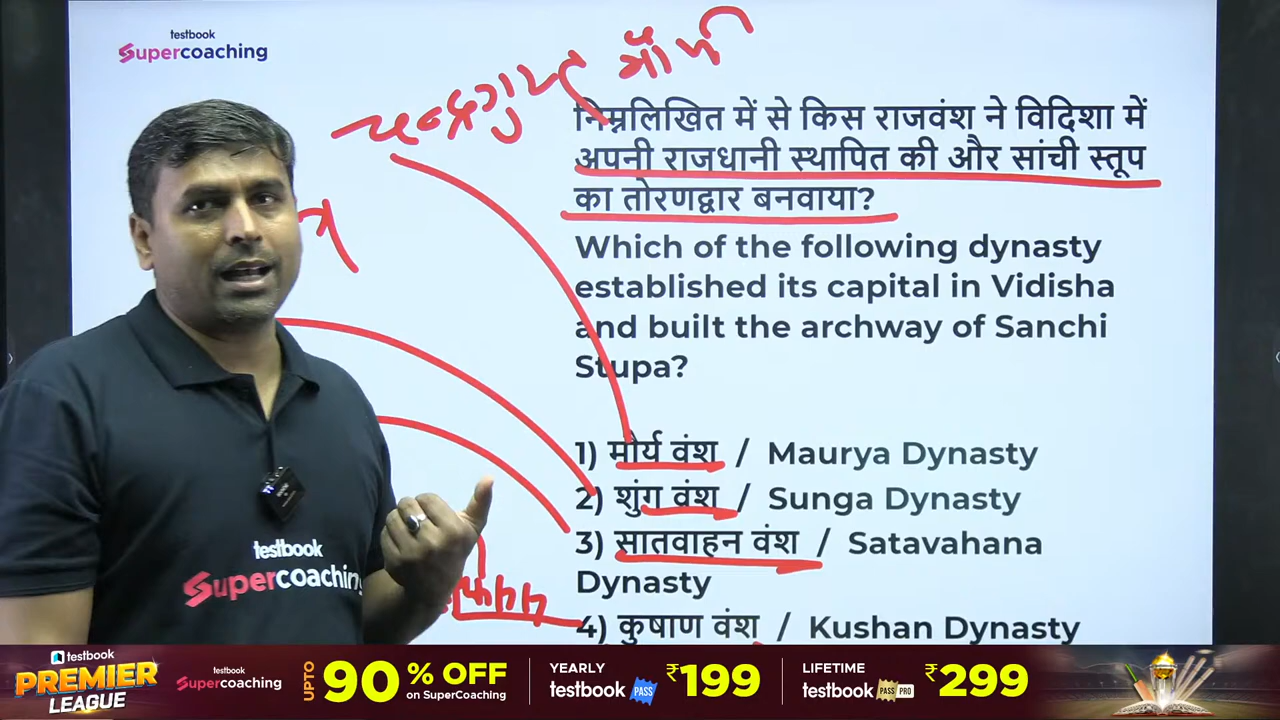 testbook
Supercoaching
चन्द्रगुप्त मौर्य
निम्नलिखित में से किस राजवंश ने विदिशा में
अपनी राजधानी स्थापित की और सांची स्तूप
का तोरणद्वार बनवाया?
Which of the following dynasty
established its capital in Vidisha
and built the archway of Sanchi
Stupa?
1) मोर्य वंश / Maurya Dynasty
2) शुंग वंश / Sunga Dynasty
3) सातवाहन वंश / Satavahana
Dynasty
4) कुषाण वंश / Kushan Dynasty
testbook
Supercoaching
testbook
PREMIER
LEAGUE
testbook
Supercoaching
UPTO 90% OFF
on SuperCoaching
YEARLY
testbook PASS
₹199
LIFETIME
testbook PASS PRO
₹299